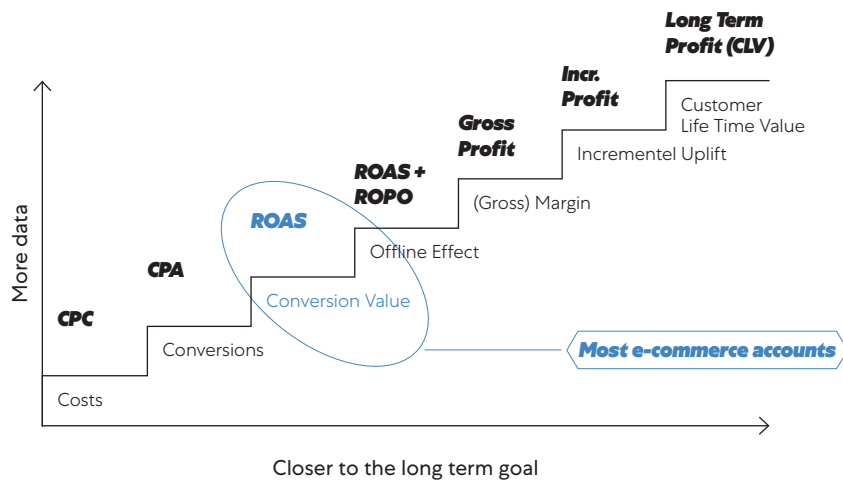 Long Term
Profit (CLV)
Incr.
Profit
Customer
Life Time Value
Gross
Profit
Incrementel Uplift
ROAS +
ROPO
(Gross) Margin
ROAS
Offline Effect
CPA
Conversion Value
CPC
Conversions
Most e-commerce accounts
Costs
More data
Closer to the long term goal